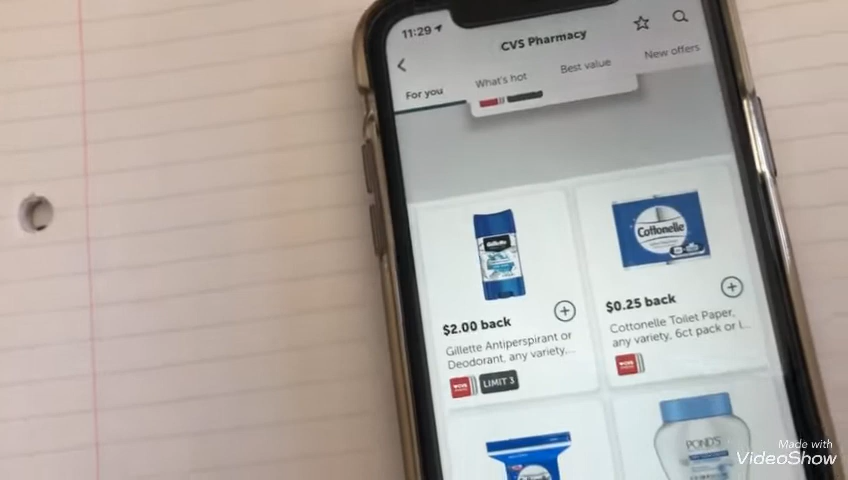 11:29
CVS Pharmacy
For you
What's hot
Best value
New offers
Gillette
Cottonelle
$2.00 back
Gillette Antiperspirant or
Deodorant, any variety,...
LIMIT 3
$0.25 back
Cottonelle Toilet Paper,
any variety, 6ct pack or l...
POND'S
Made with
VideoShow